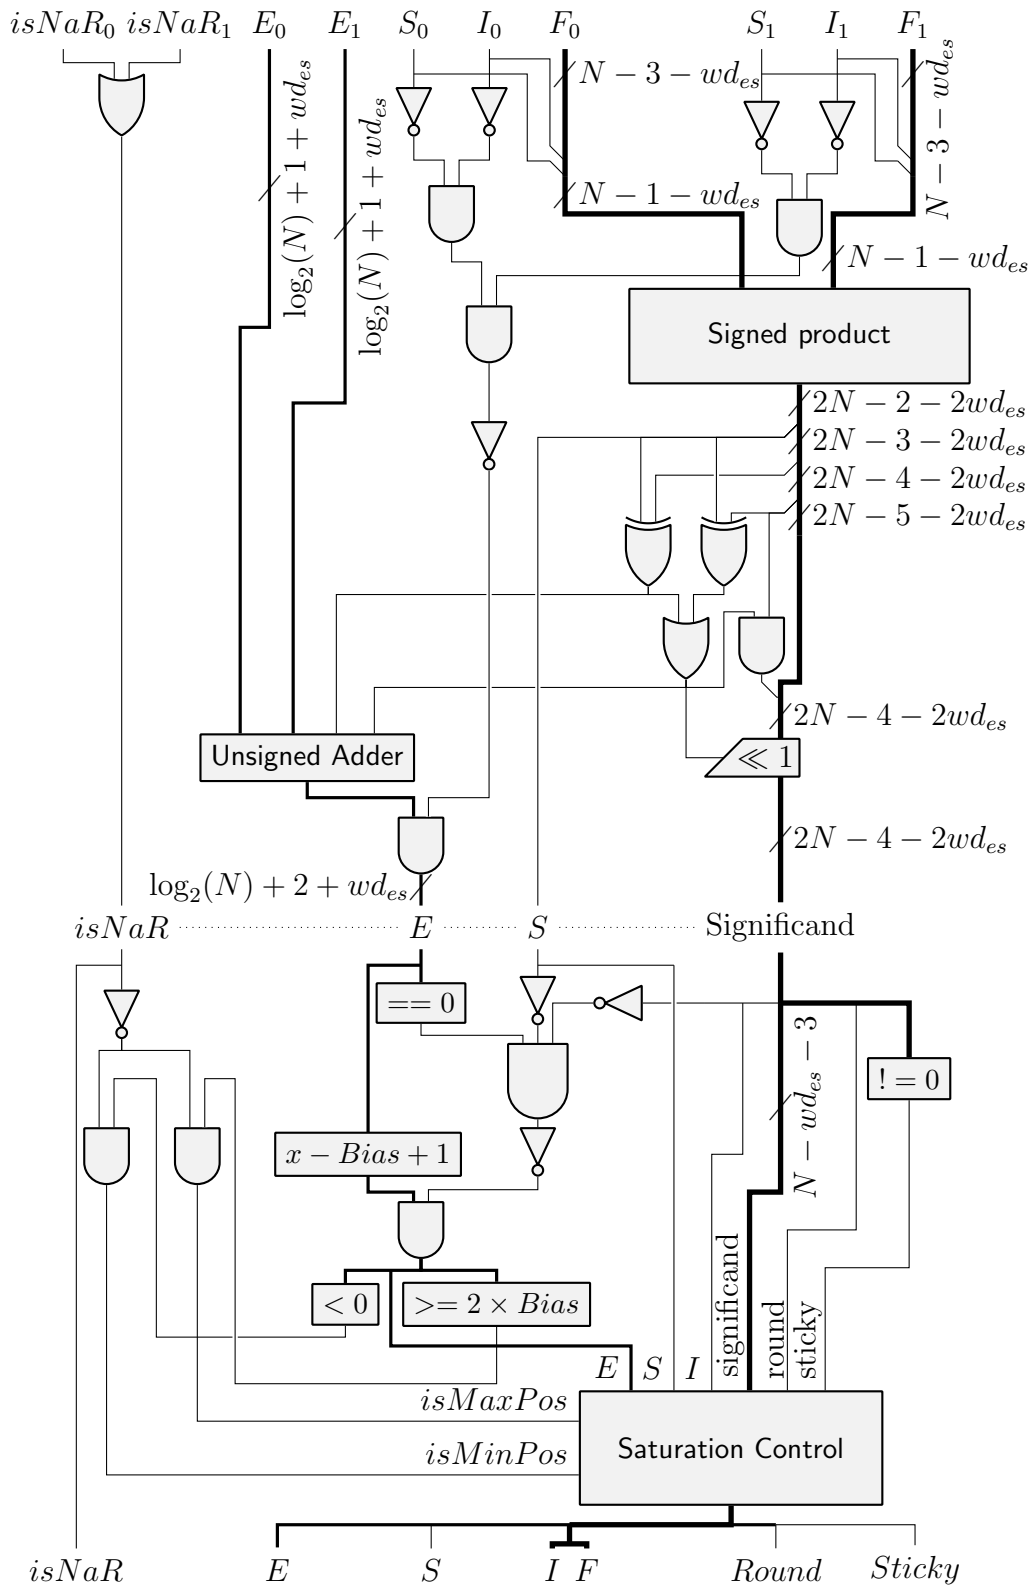 isNaR₀ isNaR₁ E₀ E₁ S₀ I₀ F₀ S₁ I₁ F₁
log₂(N) + 1 + wd_es
log₂(N) + 1 + wd_es
N − 3 − wd_es
N − 3 − wd_es
N − 1 − wd_es
N − 1 − wd_es
Signed product
2N − 2 − 2wd_es
2N − 3 − 2wd_es
2N − 4 − 2wd_es
2N − 5 − 2wd_es
2N − 4 − 2wd_es
Unsigned Adder
≪ 1
2N − 4 − 2wd_es
log₂(N) + 2 + wd_es
isNaR E S Significand
== 0
N − wd_es − 3
! = 0
x − Bias + 1
< 0
>= 2 × Bias
E S I significand round sticky
isMaxPos
Saturation Control
isMinPos
isNaR E S I F Round Sticky